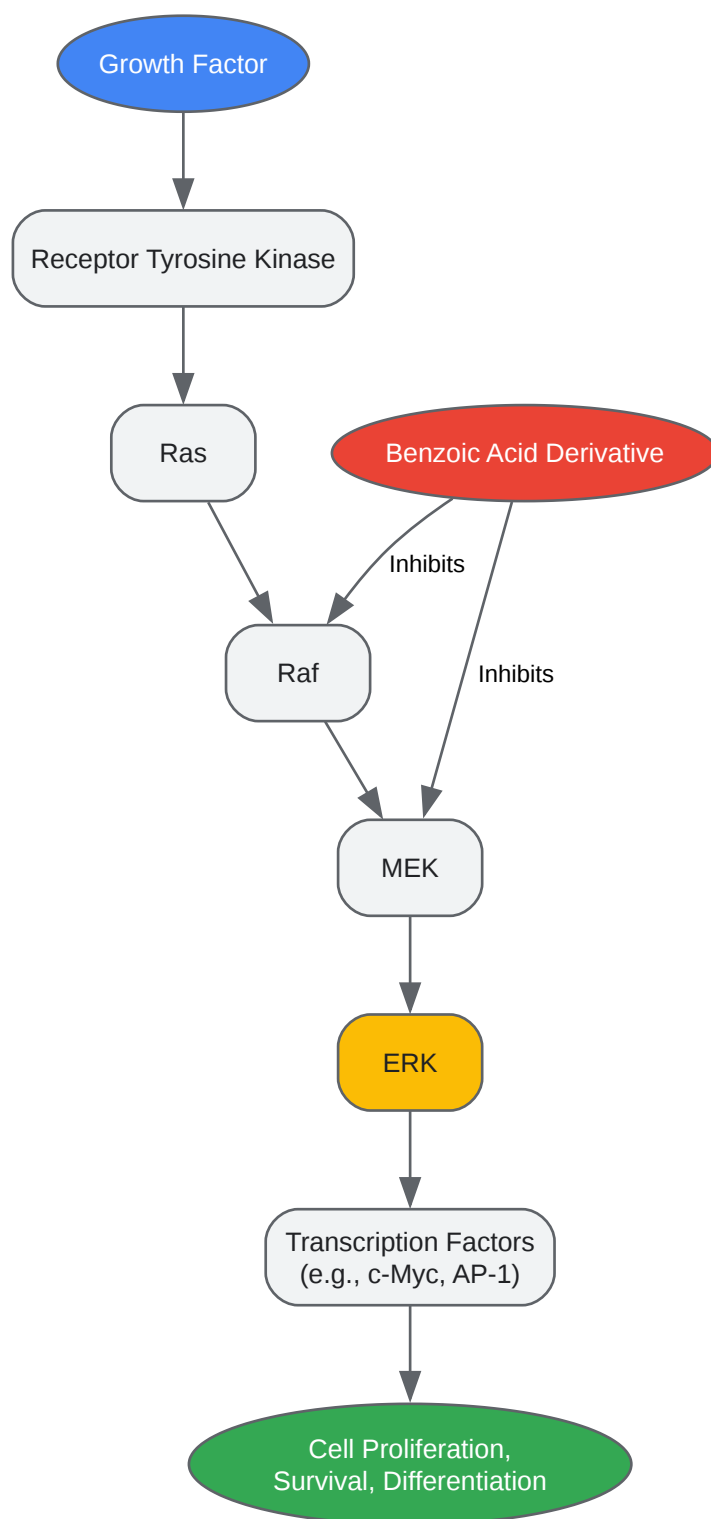 Growth Factor
Receptor Tyrosine Kinase
Ras
Benzoic Acid Derivative
Inhibits
Raf
Inhibits
MEK
ERK
Transcription Factors
(e.g., c-Myc, AP-1)
Cell Proliferation,
Survival, Differentiation